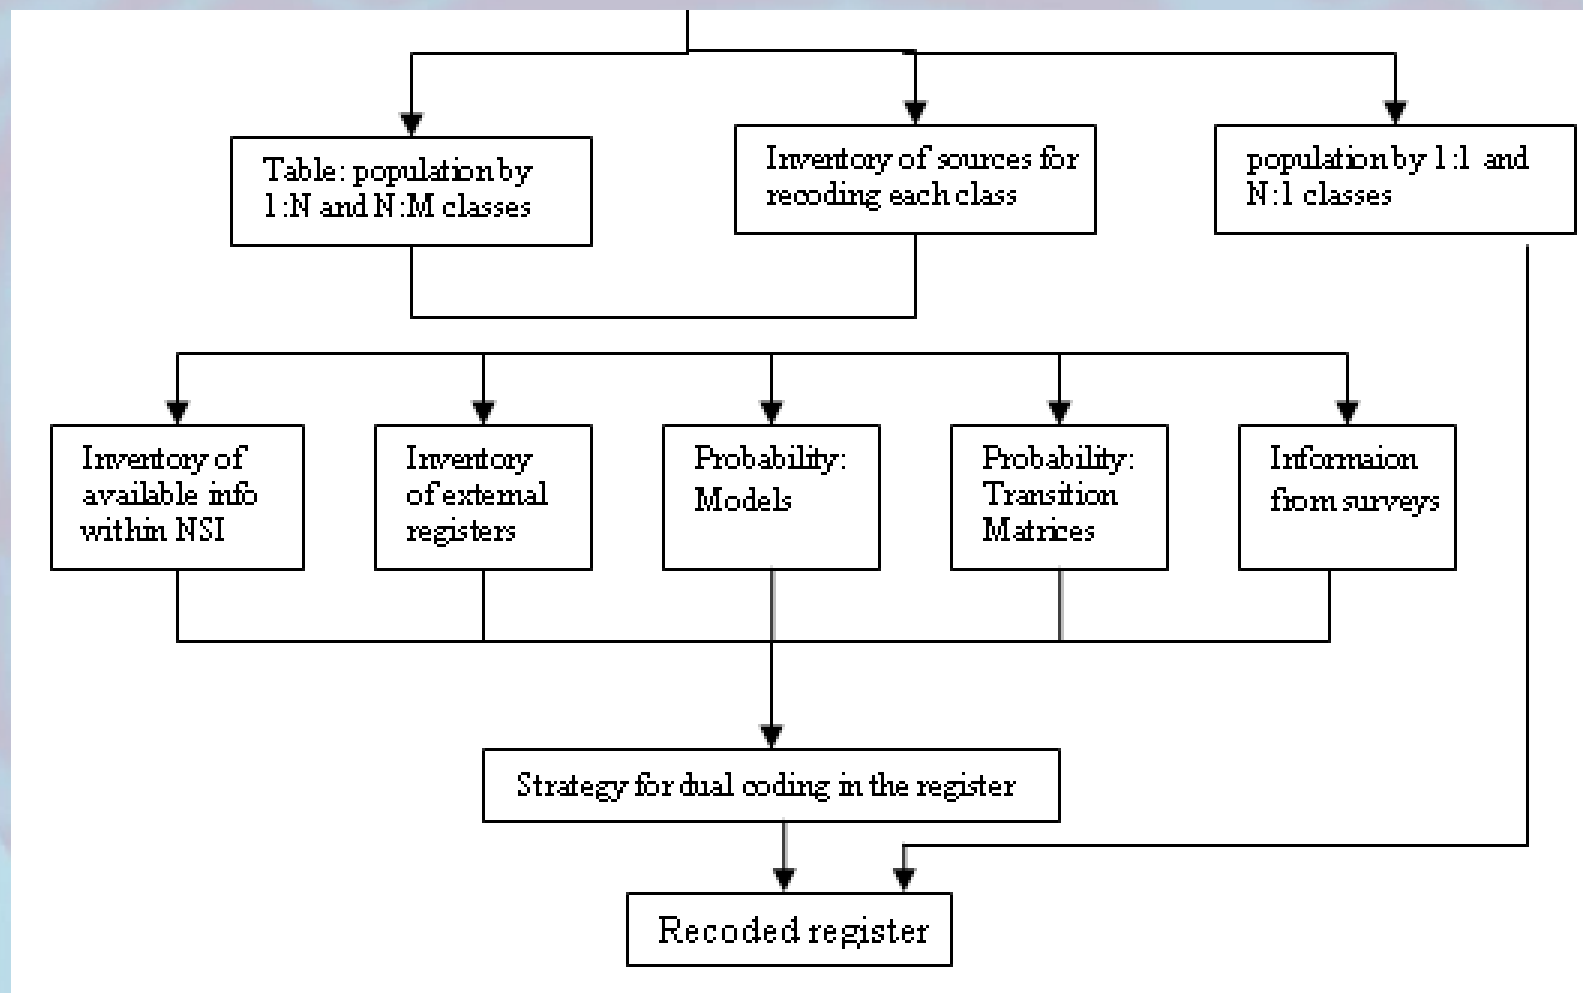 Table: population by
1:N and N:M classes
Inventory of sources for
recoding each class
population by 1:1 and
N:1 classes
Inventory of
available info
within NSI
Inventory
of external
registers
Probability:
Models
Probability:
Transition
Matrices
Informaion
from surveys
Strategy for dual coding in the register
Recoded register